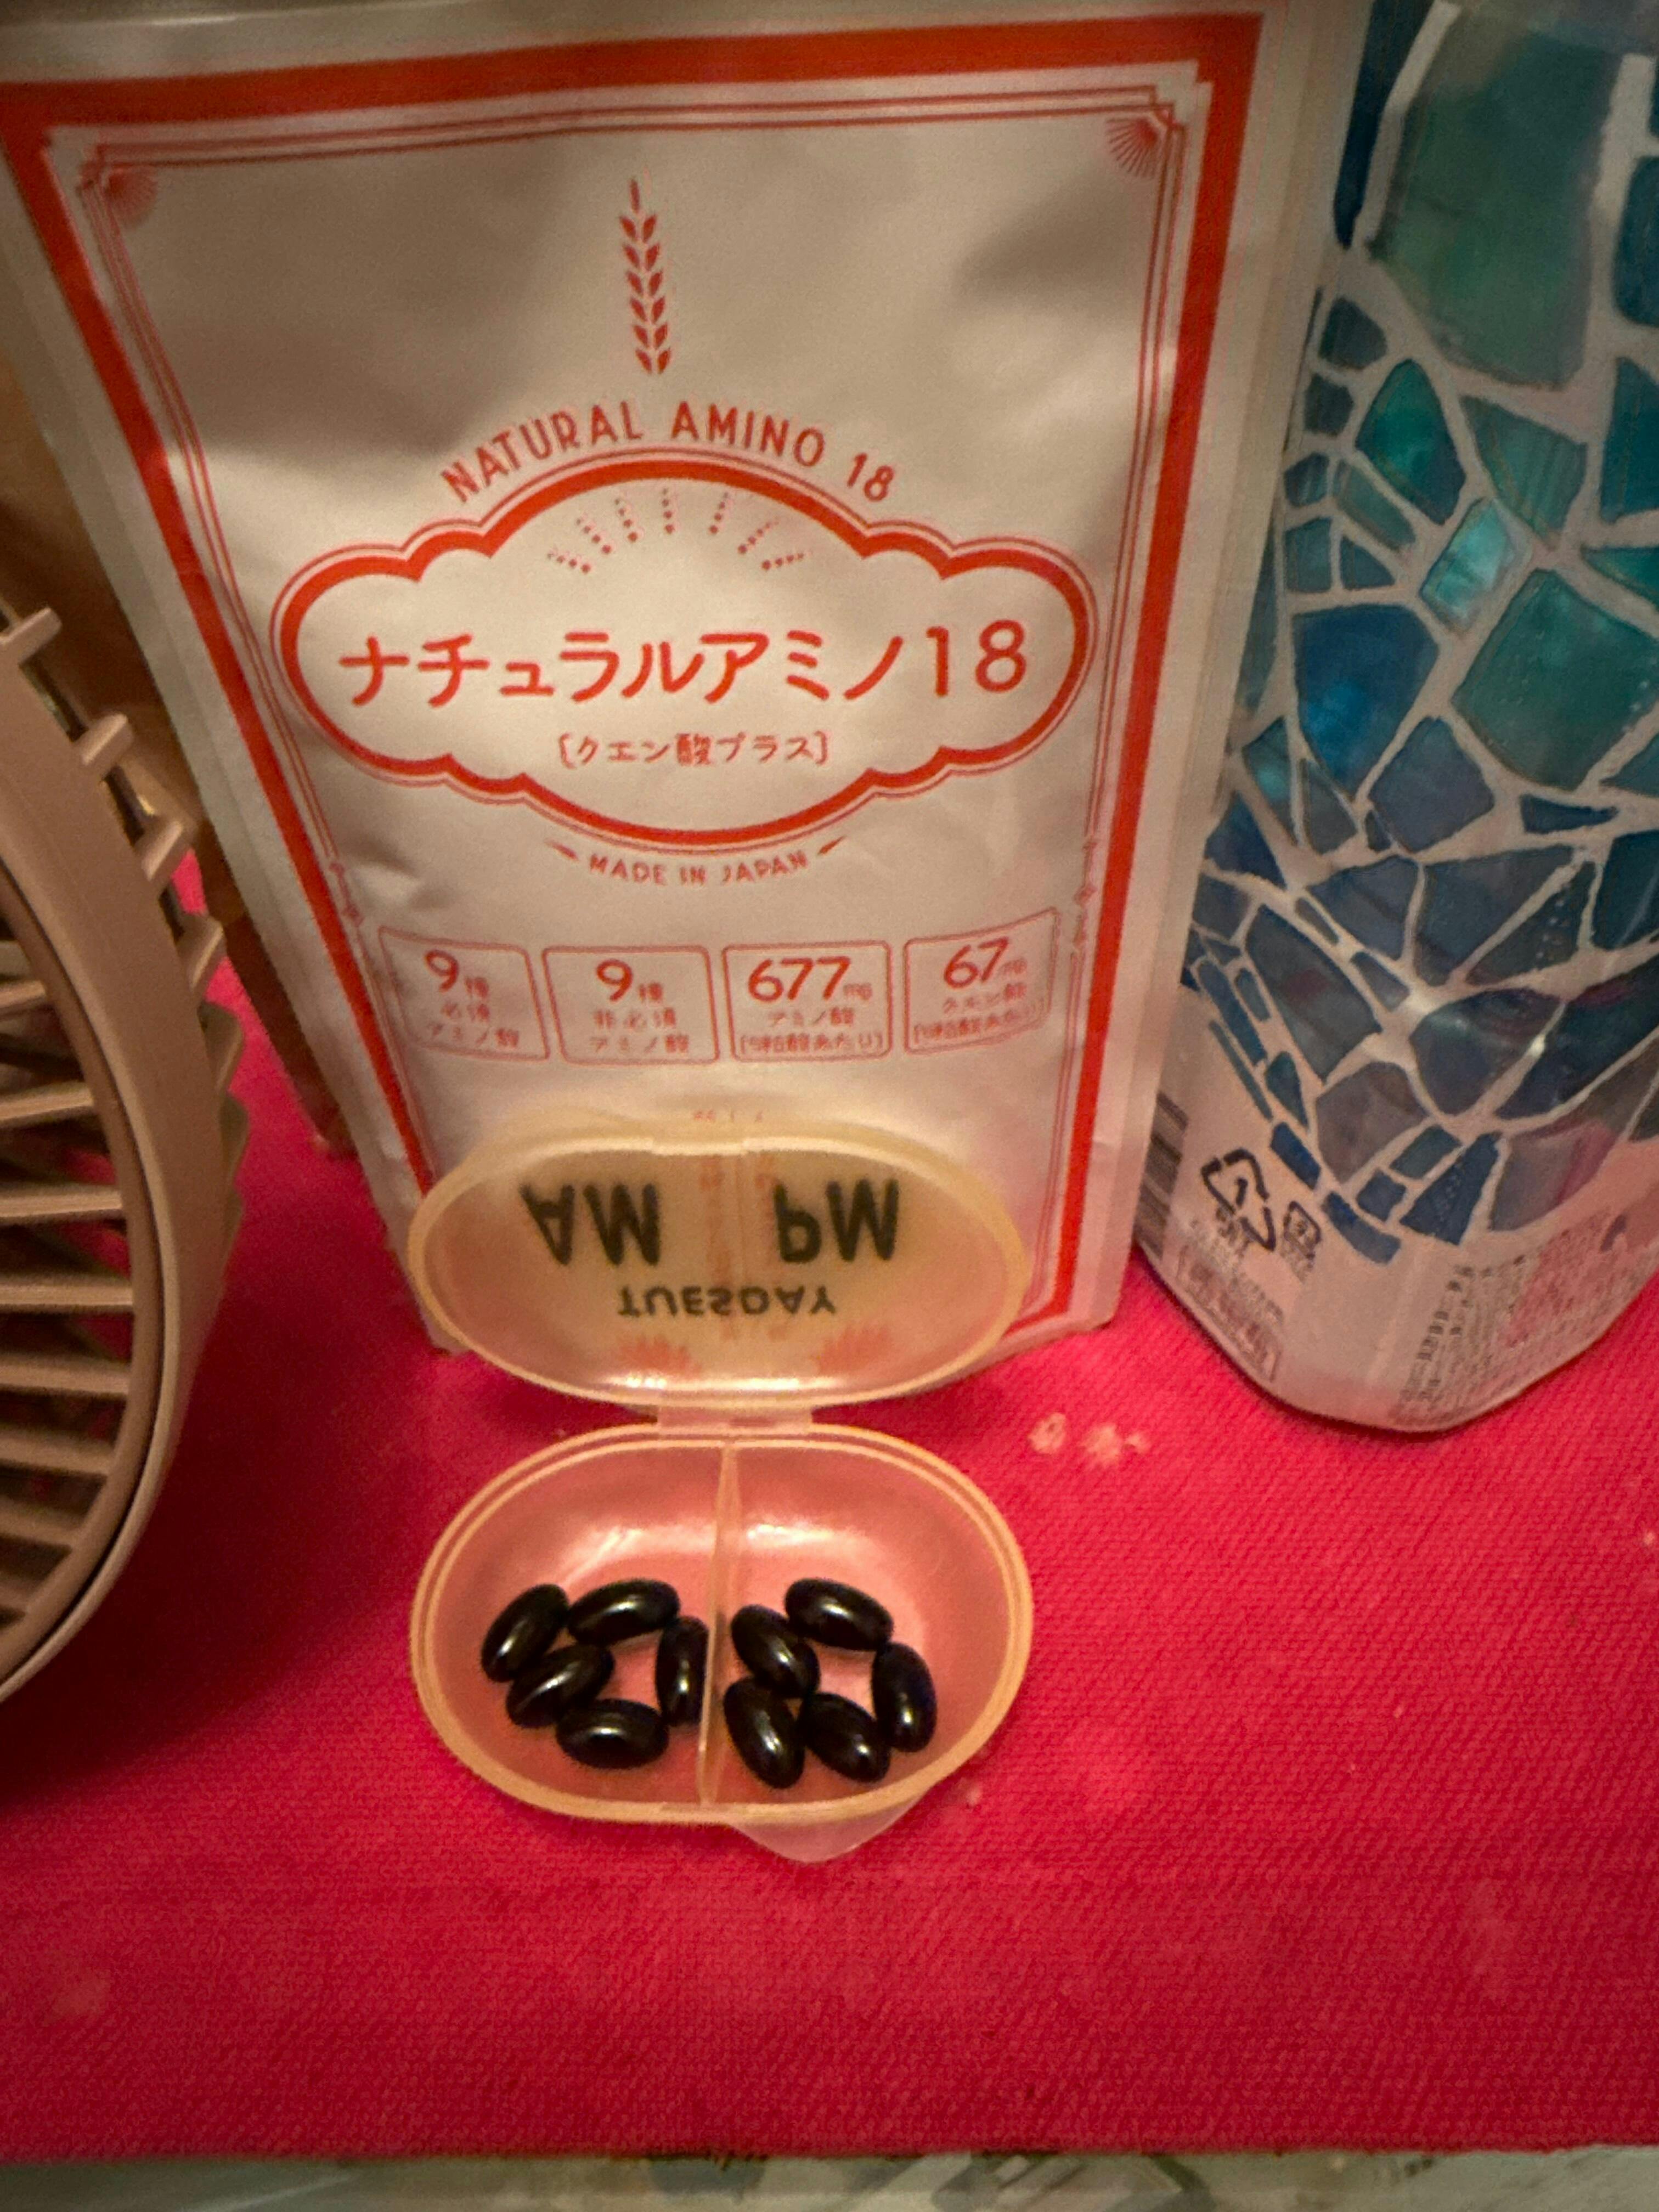 NATURAL AMINO 18
ナチュラルアミノ18
[クエン酸プラス]
MADE IN JAPAN
9種
必須
アミノ酸
9種
非必須
アミノ酸
677mg
アミノ酸
67mg
クエン酸
AM PM
TUESDAY
PET